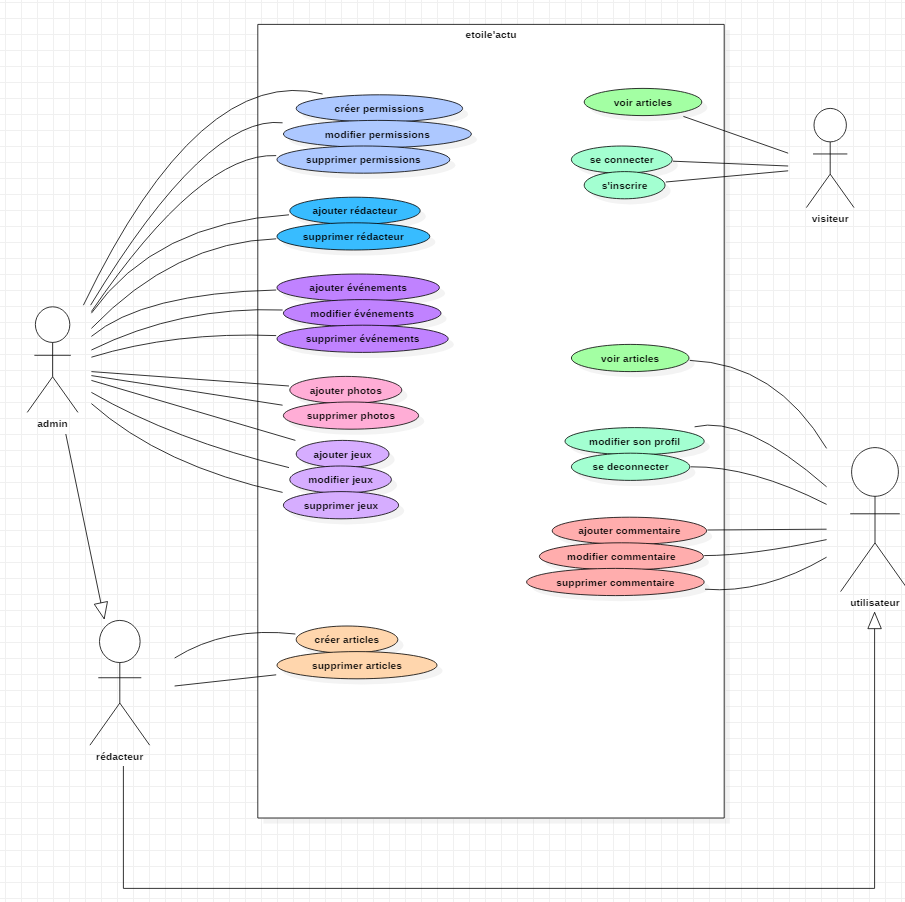 etoile'actu
créer permissions
modifier permissions
supprimer permissions
ajouter rédacteur
supprimer rédacteur
ajouter événements
modifier événements
supprimer événements
ajouter photos
supprimer photos
ajouter jeux
modifier jeux
supprimer jeux
créer articles
supprimer articles
voir articles
se connecter
s'inscrire
voir articles
modifier son profil
se deconnecter
ajouter commentaire
modifier commentaire
supprimer commentaire
admin
rédacteur
visiteur
utilisateur